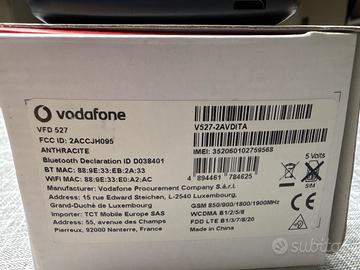 vodafone
VFD 527
FCC ID: 2ACCJH095
ANTHRACITE
Bluetooth Declaration ID D038401
BT MAC: 88:9E:33:EB:2A:33
WIFI MAC: 88:9E:33:E0:A2:AC
V527-2AVDITA
IMEI: 352060102759568
4 894461 784625
5 Volts
SIM
Manufacturer: Vodafone Procurement Company S.à.r.l.
Address: 15 rue Edward Steichen, L-2540 Luxembourg,
Grand-Duché de Luxembourg
Importer: TCT Mobile Europe SAS
Address: 55, avenue des Champs
Pierreux, 92000 Nanterre, France
GSM 850/900/1800/1900MHz
WCDMA B1/2/5/8
FDD LTE B1/3/7/8/20
subito